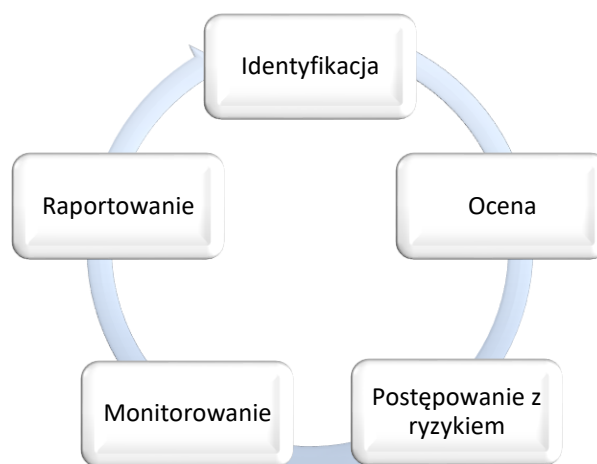 Identyfikacja
Ocena
Postępowanie z
ryzykiem
Monitorowanie
Raportowanie